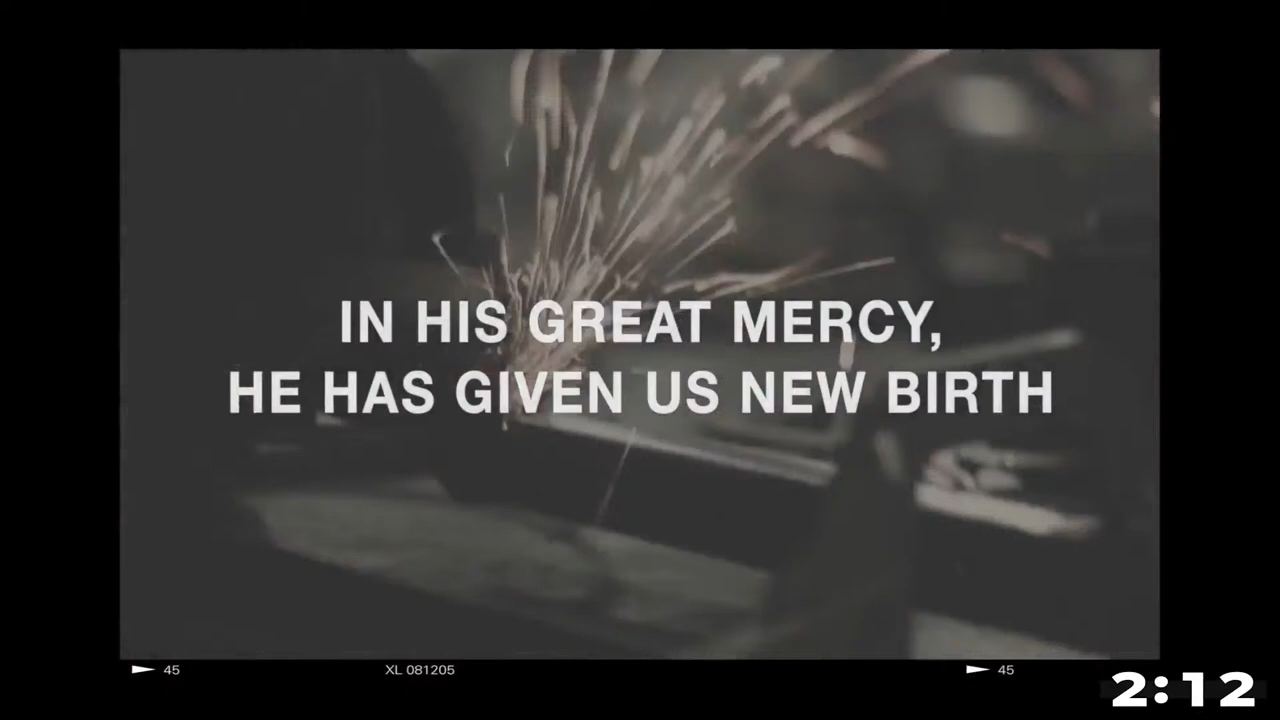 IN HIS GREAT MERCY,
HE HAS GIVEN US NEW BIRTH
45 XL 081205 45
2:12